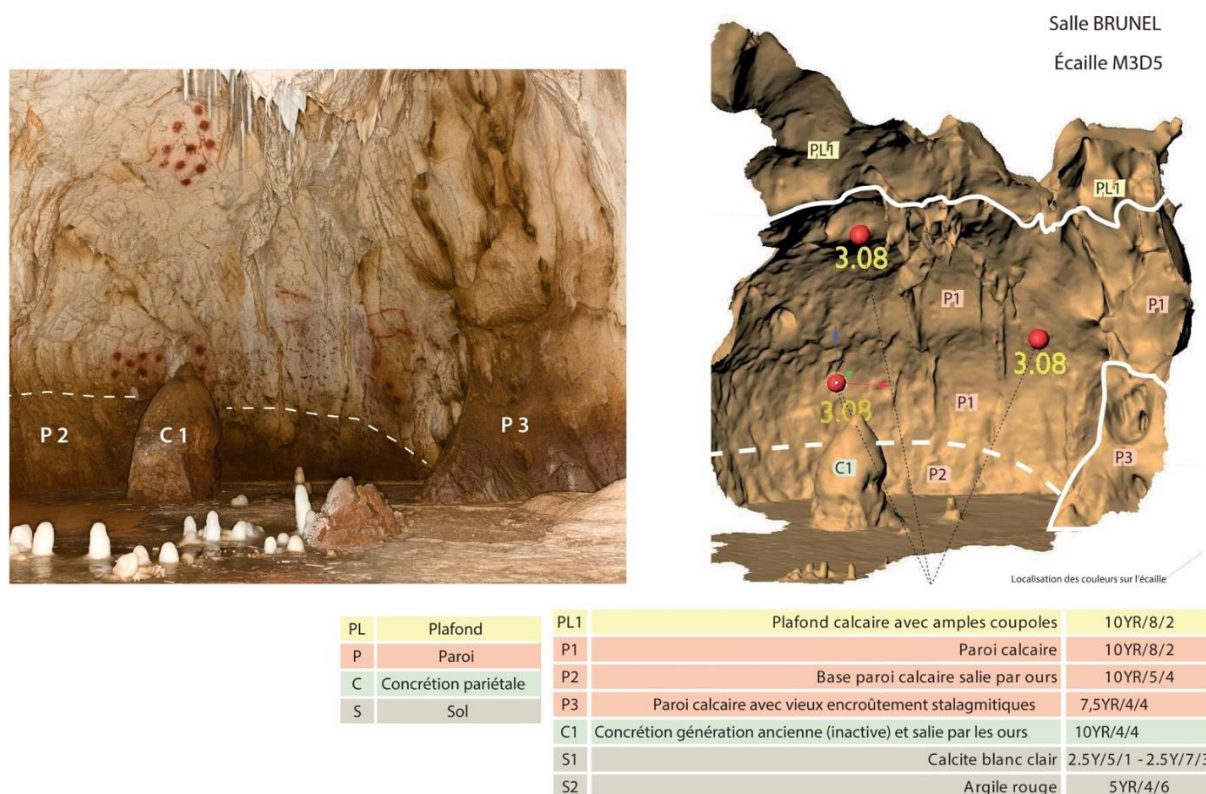 Salle BRUNEL
Écaille M3D5
P 2
C 1
P 3
PL1
PL1
3.08
P1
P1
3.08
3.08
P1
C1
P2
P3
Localisation des couleurs sur l'écaille
PL Plafond
P Paroi
C Concrétion pariétale
S Sol
PL1 Plafond calcaire avec amples coupoles 10YR/8/2
P1 Paroi calcaire 10YR/8/2
P2 Base paroi calcaire salie par ours 10YR/5/4
P3 Paroi calcaire avec vieux encroûtement stalagmitiques 7,5YR/4/4
C1 Concrétion génération ancienne (inactive) et salie par les ours 10YR/4/4
S1 Calcite blanc clair 2.5Y/5/1 - 2.5Y/7/3
S2 Argile rouge 5YR/4/6